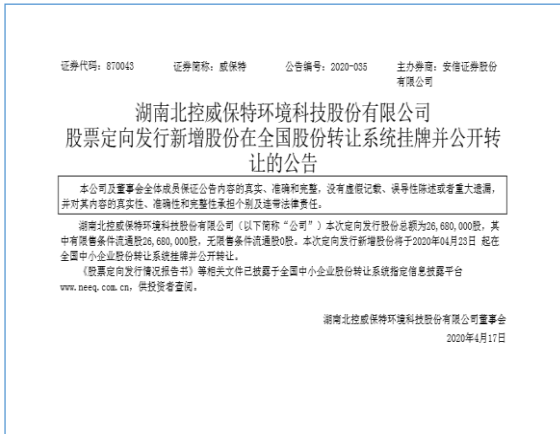 证券代码：870043 证券简称：威保特 公告编号：2020-035 主办券商：安信证券股份
有限公司
湖南北控威保特环境科技股份有限公司
股票定向发行新增股份在全国股份转让系统挂牌并公开转
让的公告
本公司及董事会全体成员保证公告内容的真实、准确和完整，没有虚假记载、误导性陈述或者重大遗漏，
并对其内容的真实性、准确性和完整性承担个别及连带法律责任。
湖南北控威保特环境科技股份有限公司（以下简称“公司”）本次定向发行股份总额为26,680,000股，其
中有限售条件流通股26,680,000股，无限售条件流通股0股。本次定向发行新增股份将于2020年04月23日 起在
全国中小企业股份转让系统挂牌并公开转让。
《股票定向发行情况报告书》等相关文件已披露于全国中小企业股份转让系统指定信息披露平台
www.neeq.com.cn，供投资者查阅。
湖南北控威保特环境科技股份有限公司董事会
2020年4月17日